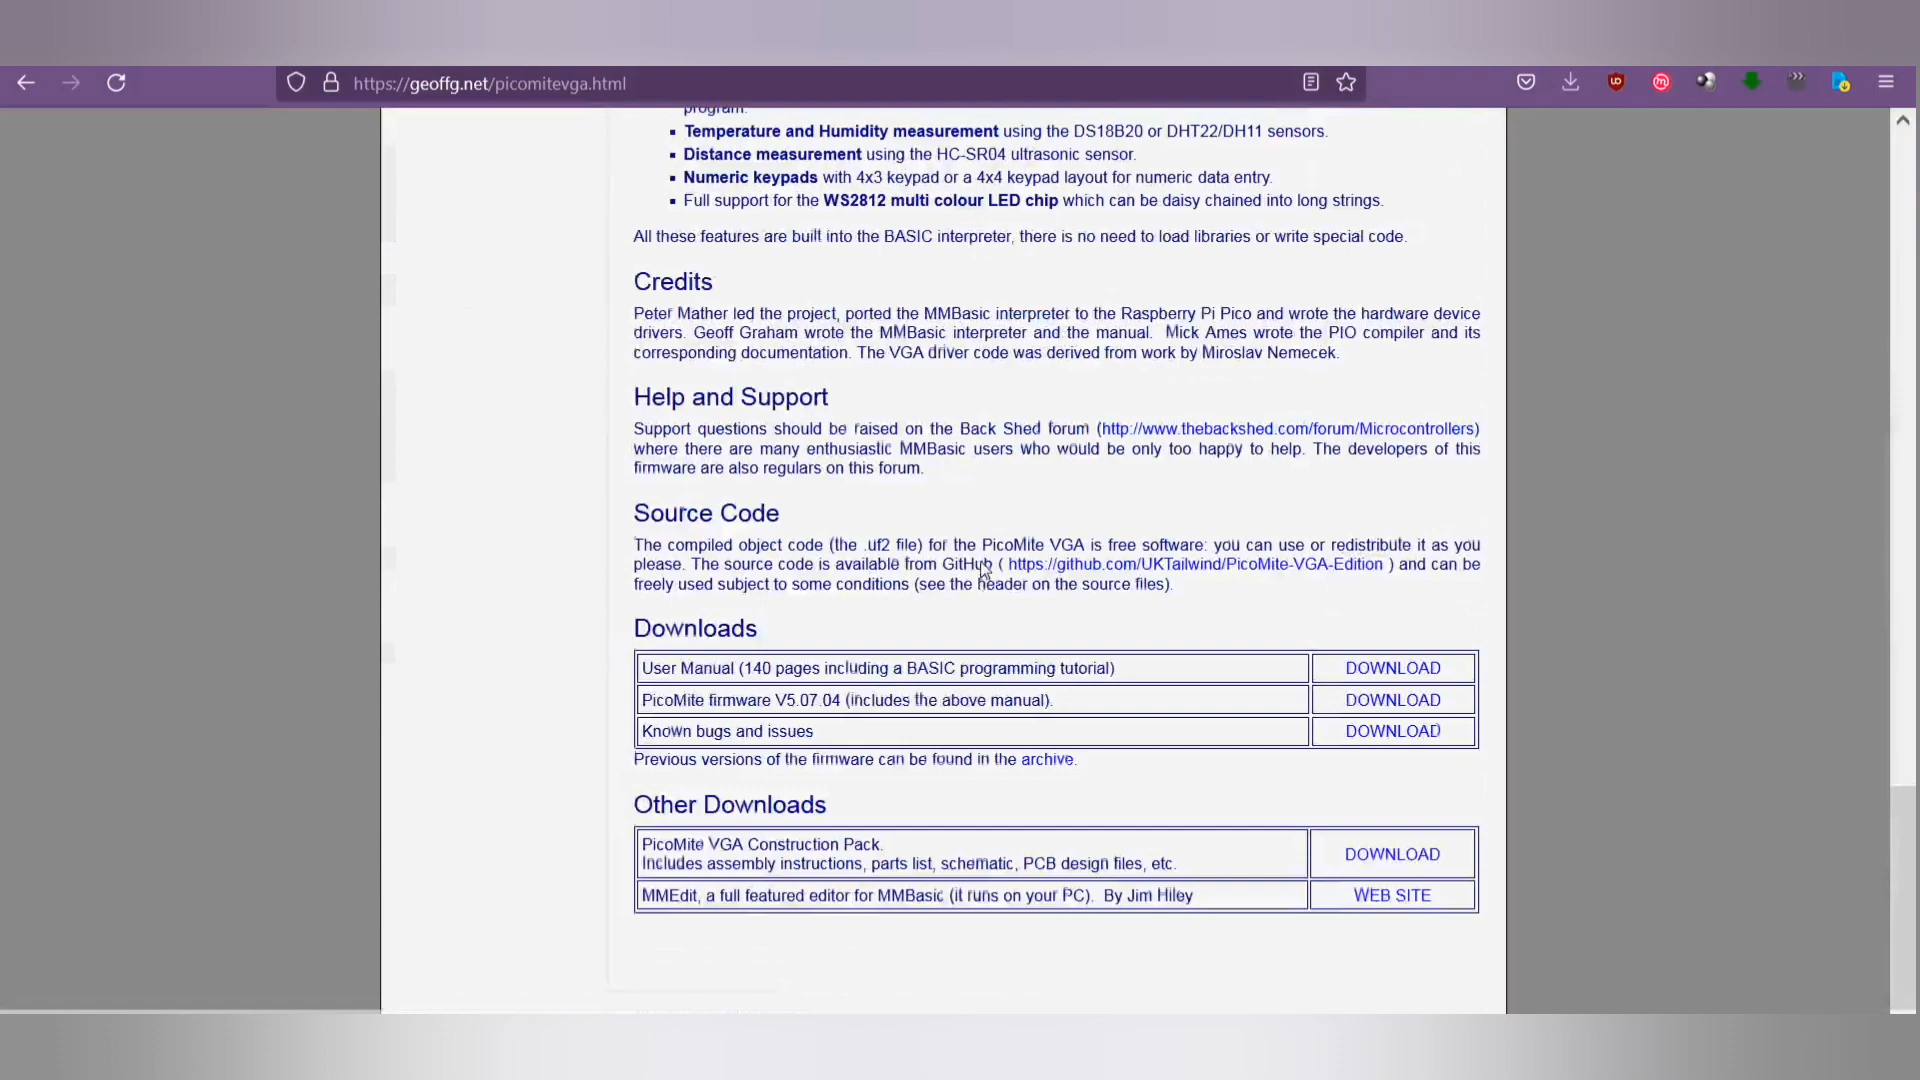 https://geoffg.net/picomitevga.html
program.
Temperature and Humidity measurement using the DS18B20 or DHT22/DH11 sensors.
Distance measurement using the HC-SR04 ultrasonic sensor.
Numeric keypads with 4x3 keypad or a 4x4 keypad layout for numeric data entry.
Full support for the WS2812 multi colour LED chip which can be daisy chained into long strings.
All these features are built into the BASIC interpreter, there is no need to load libraries or write special code.
Credits
Peter Mather led the project, ported the MMBasic interpreter to the Raspberry Pi Pico and wrote the hardware device
drivers. Geoff Graham wrote the MMBasic interpreter and the manual. Mick Ames wrote the PIO compiler and its
corresponding documentation. The VGA driver code was derived from work by Miroslav Nemecek.
Help and Support
Support questions should be raised on the Back Shed forum (http://www.thebackshed.com/forum/Microcontrollers)
where there are many enthusiastic MMBasic users who would be only too happy to help. The developers of this
firmware are also regulars on this forum.
Source Code
The compiled object code (the .uf2 file) for the PicoMite VGA is free software: you can use or redistribute it as you
please. The source code is available from GitHub ( https://github.com/UKTailwind/PicoMite-VGA-Edition ) and can be
freely used subject to some conditions (see the header on the source files).
Downloads
User Manual (140 pages including a BASIC programming tutorial) DOWNLOAD
PicoMite firmware V5.07.04 (includes the above manual). DOWNLOAD
Known bugs and issues DOWNLOAD
Previous versions of the firmware can be found in the archive.
Other Downloads
PicoMite VGA Construction Pack.
Includes assembly instructions, parts list, schematic, PCB design files, etc. DOWNLOAD
MMEdit, a full featured editor for MMBasic (it runs on your PC). By Jim Hiley WEB SITE